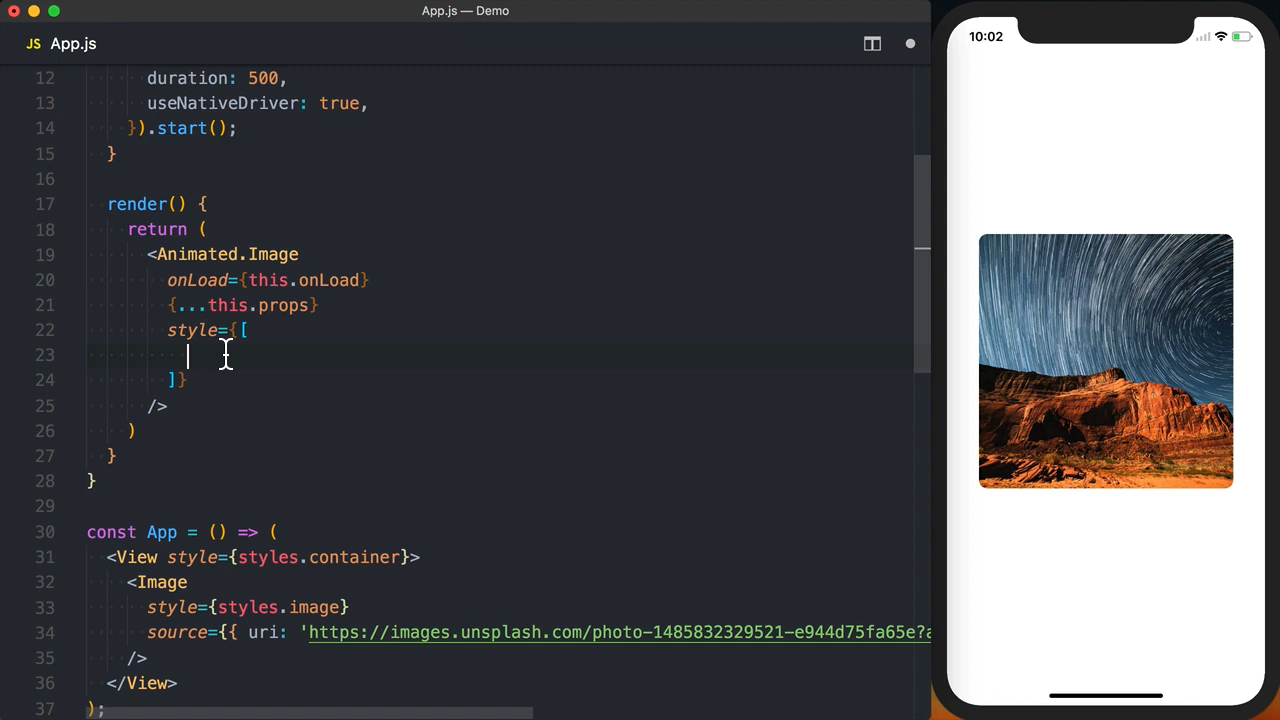 App.js — Demo
JS App.js
12 duration: 500,
13 useNativeDriver: true,
14 }).start();
15 }
16
17 render() {
18 return (
19 <Animated.Image
20 onLoad={this.onLoad}
21 {...this.props}
22 style={[
23
24 ]}
25 />
26 )
27 }
28 }
29
30 const App = () => (
31 <View style={styles.container}>
32 <Image
33 style={styles.image}
34 source={{ uri: 'https://images.unsplash.com/photo-1485832329521-e944d75fa65e?a
35 />
36 </View>
37 );
10:02